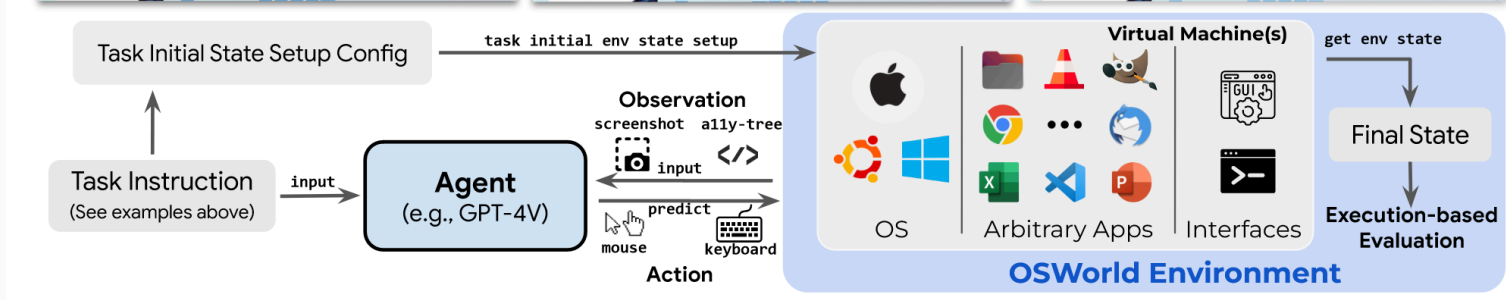 Task Initial State Setup Config
task initial env state setup
Virtual Machine(s)
get env state
Observation
screenshot a11y-tree
</>
GUI
Final State
Task Instruction
(See examples above)
input
Agent
(e.g., GPT-4V)
input
predict
mouse
keyboard
Action
X
P
>-
OS
Arbitrary Apps
Interfaces
Execution-based
Evaluation
OSWorld Environment